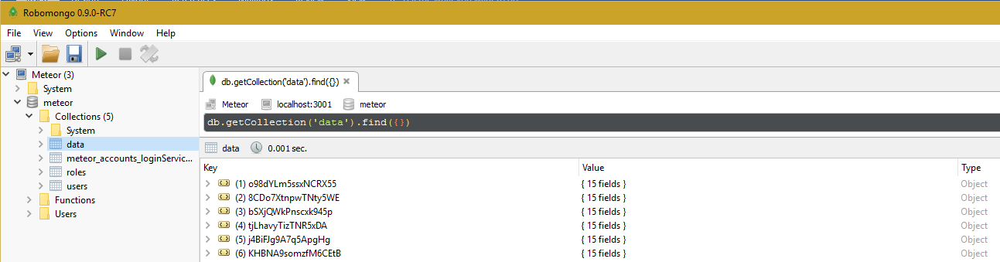 Robomongo 0.9.0-RC7
File View Options Window Help
Meteor (3)
System
meteor
Collections (5)
System
data
meteor_accounts_loginServic...
roles
users
Functions
Users
db.getCollection('data').find({})
Meteor localhost:3001 meteor
db.getCollection('data').find({})
data 0.001 sec.
Key Value Type
(1) o98dYLm5ssxNCRX55 { 15 fields } Object
(2) 8CDo7XtnpwTNty5WE { 15 fields } Object
(3) bSXjQWkPnscxk945p { 15 fields } Object
(4) tjLhavyTizTNR5xDA { 15 fields } Object
(5) j4BiFJg9A7q5ApgHg { 15 fields } Object
(6) KHBNA9somzfM6CEtB { 15 fields } Object